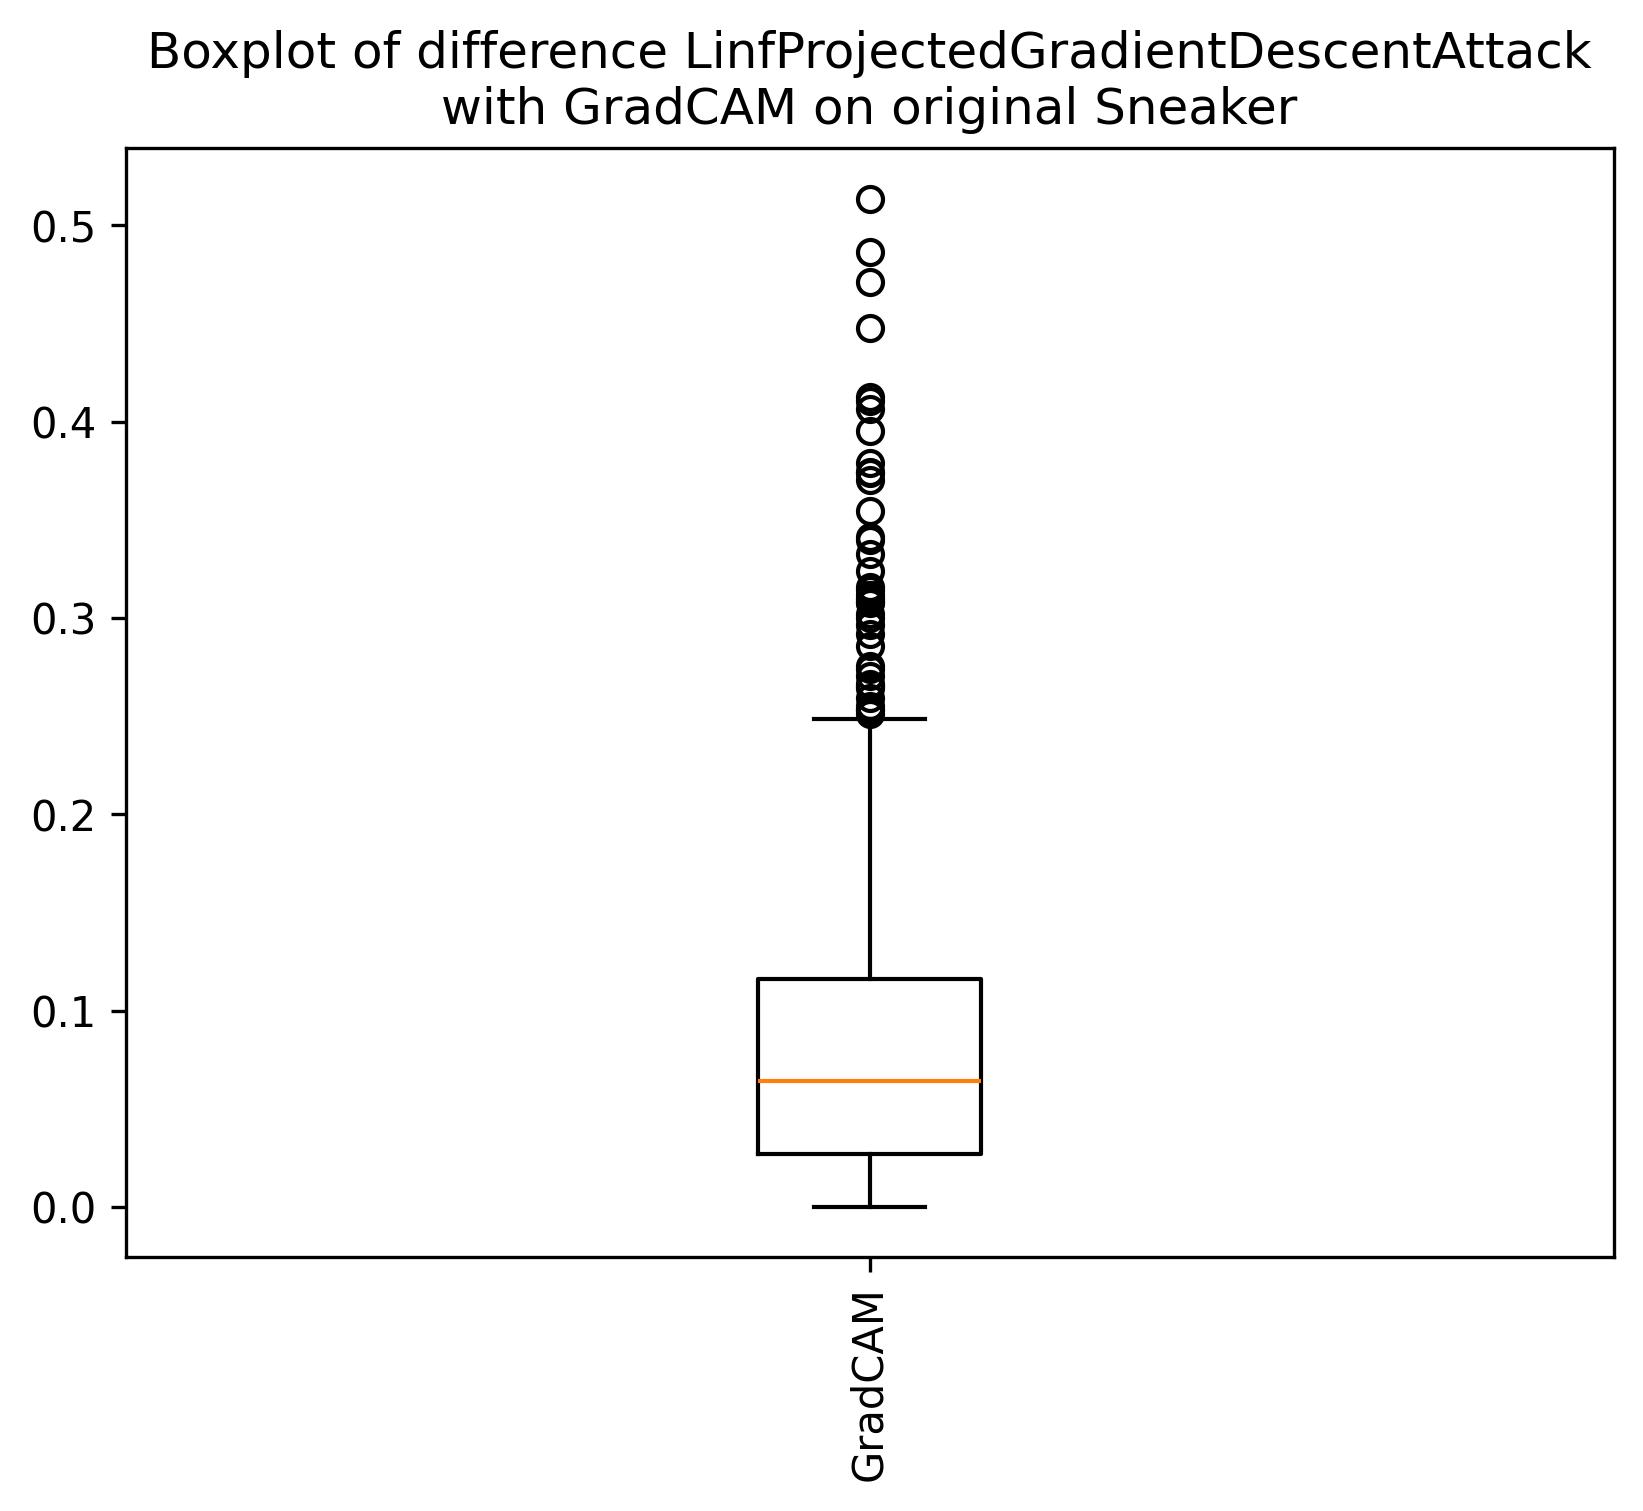 Boxplot of difference LinfProjectedGradientDescentAttack
with GradCAM on original Sneaker
0.5
0.4
0.3
0.2
0.1
0.0
GradCAM